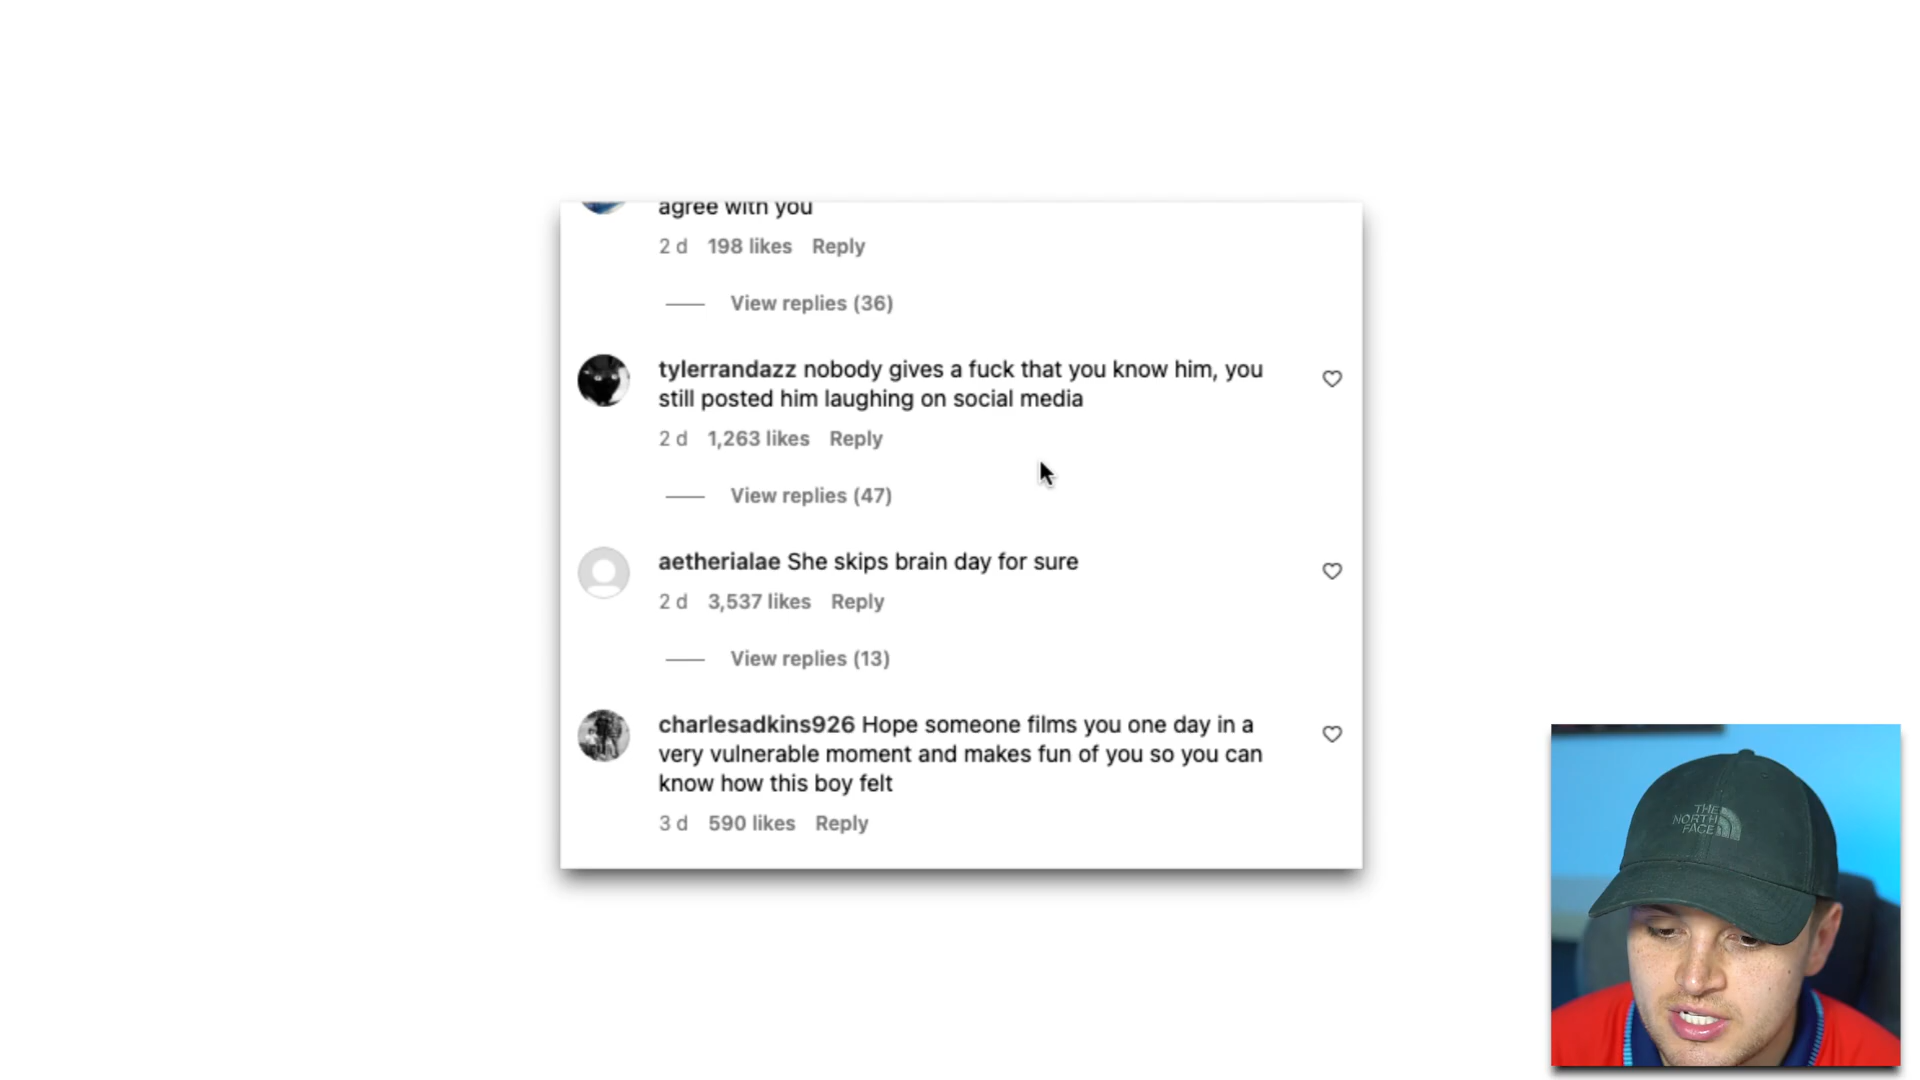 agree with you
2 d 198 likes Reply
View replies (36)
tylerrandazz nobody gives a fuck that you know him, you
still posted him laughing on social media
2 d 1,263 likes Reply
View replies (47)
aetherialae She skips brain day for sure
2 d 3,537 likes Reply
View replies (13)
charlesadkins926 Hope someone films you one day in a
very vulnerable moment and makes fun of you so you can
know how this boy felt
3 d 590 likes Reply
THE
NORTH
FACE